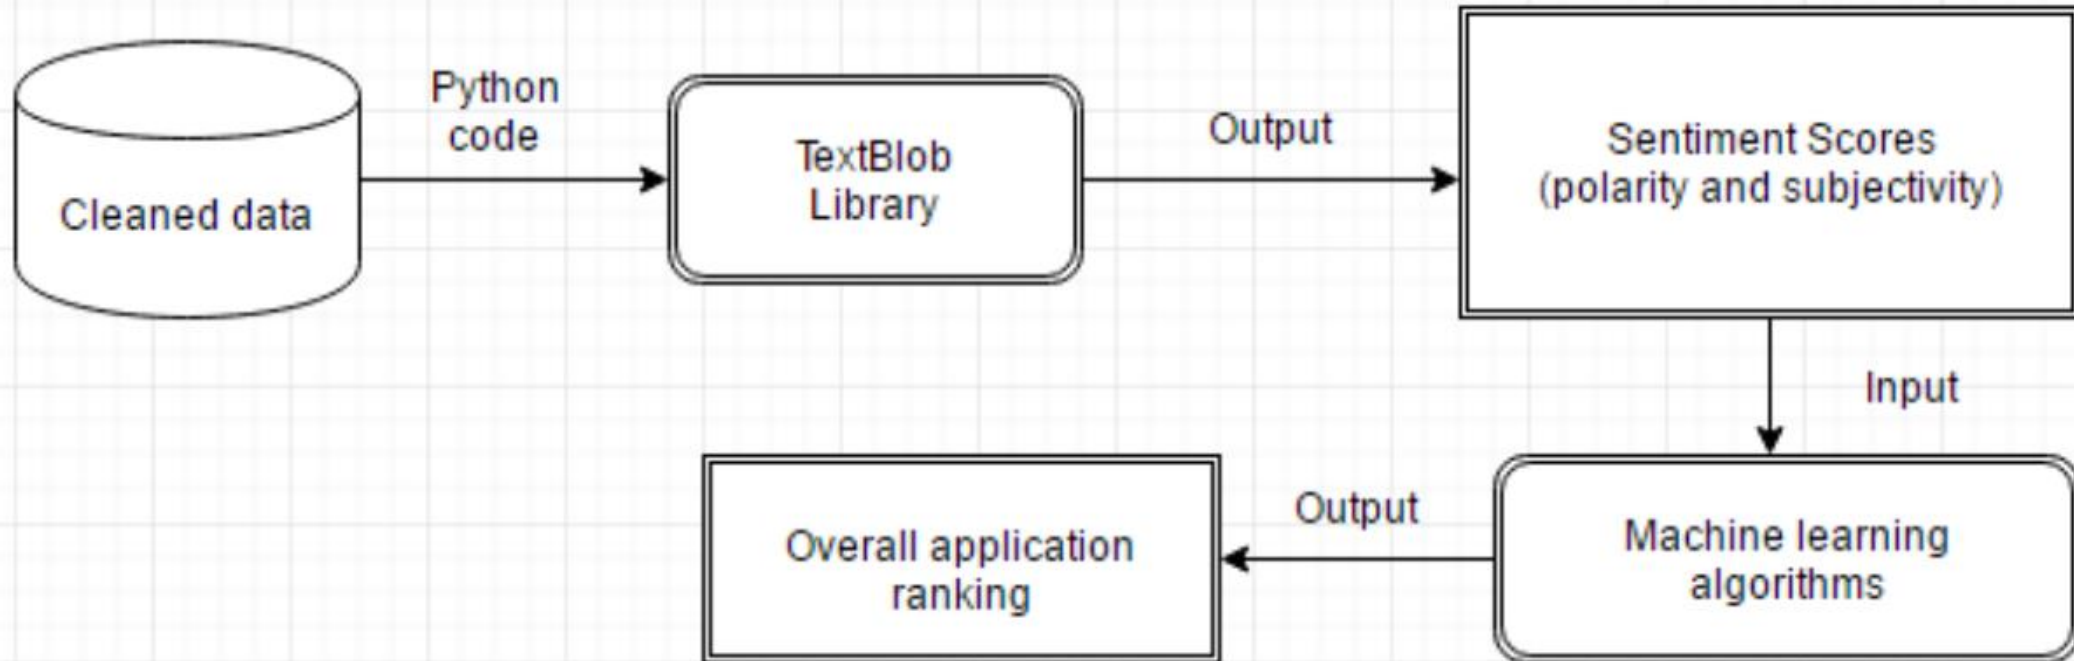 Python
code
Cleaned data
TextBlob
Library
Output
Sentiment Scores
(polarity and subjectivity)
Input
Machine learning
algorithms
Output
Overall application
ranking